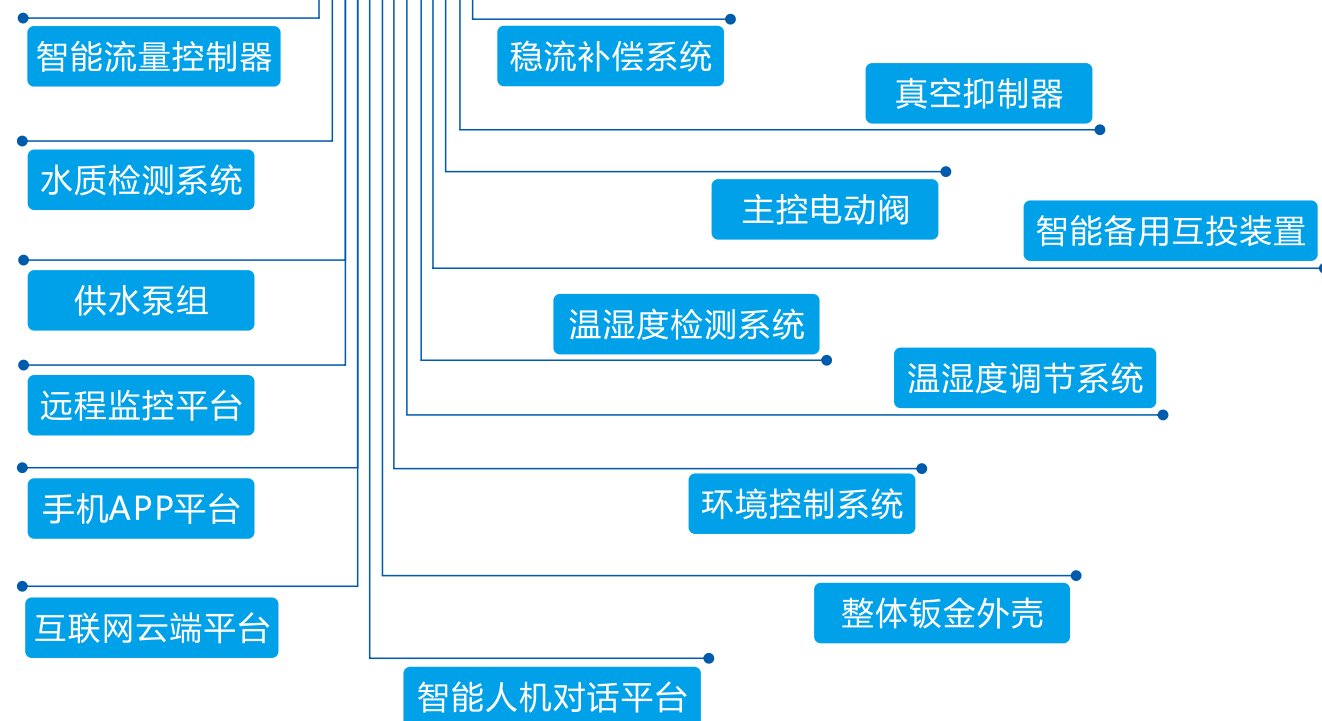 智能流量控制器
稳流补偿系统
真空抑制器
水质检测系统
主控电动阀
智能备用互投装置
供水泵组
温湿度检测系统
温湿度调节系统
远程监控平台
手机APP平台
环境控制系统
整体钣金外壳
互联网云端平台
智能人机对话平台